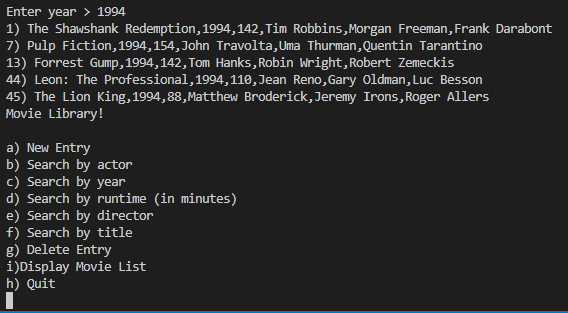 Enter year > 1994
1) The Shawshank Redemption,1994,142,Tim Robbins,Morgan Freeman,Frank Darabont
7) Pulp Fiction,1994,154,John Travolta,Uma Thurman,Quentin Tarantino
13) Forrest Gump,1994,142,Tom Hanks,Robin Wright,Robert Zemeckis
44) Leon: The Professional,1994,110,Jean Reno,Gary Oldman,Luc Besson
45) The Lion King,1994,88,Matthew Broderick,Jeremy Irons,Roger Allers
Movie Library!
a) New Entry
b) Search by actor
c) Search by year
d) Search by runtime (in minutes)
e) Search by director
f) Search by title
g) Delete Entry
i)Display Movie List
h) Quit